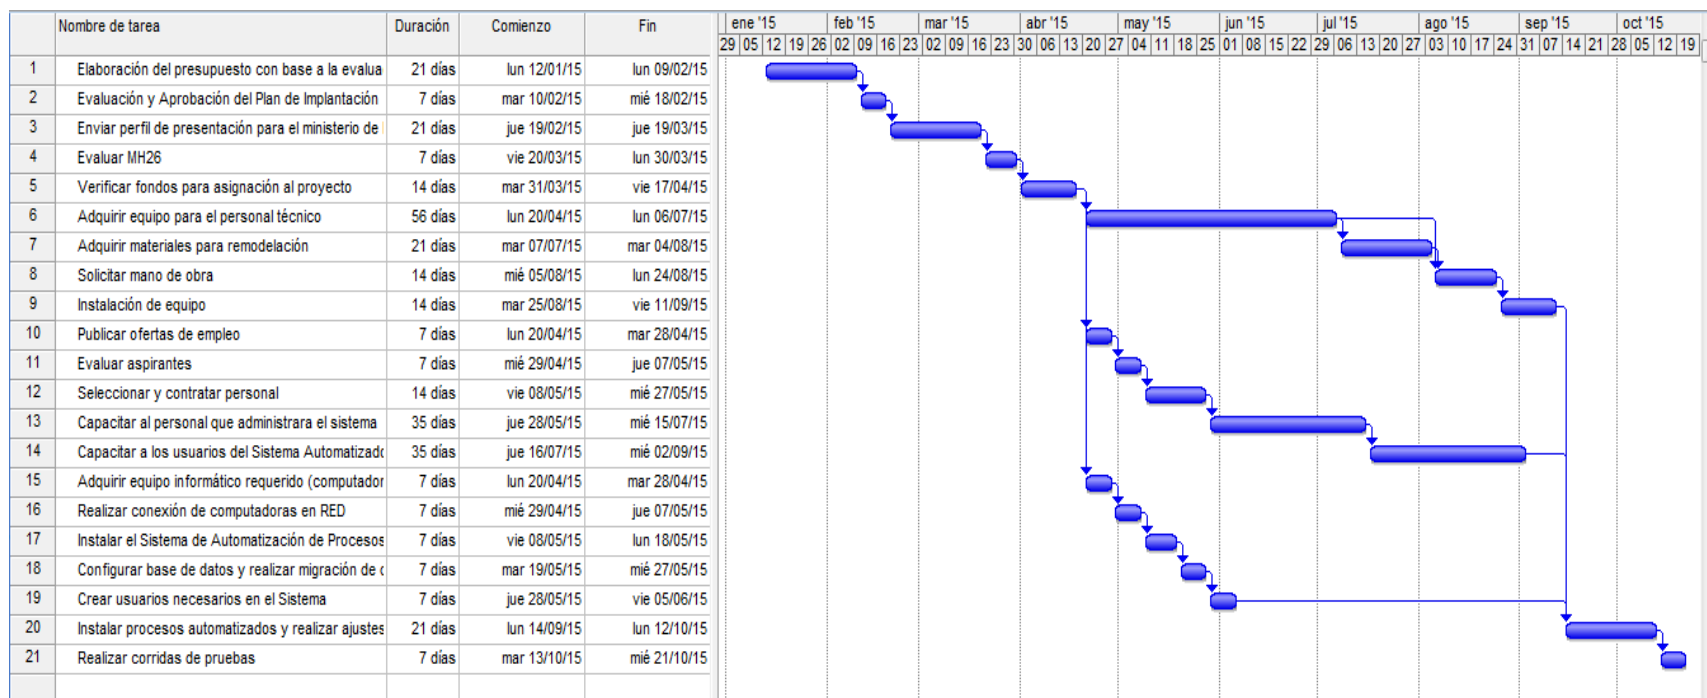 Nombre de tarea Duración Comienzo Fin ene '15 feb '15 mar '15 abr '15 may '15 jun '15 jul '15 ago '15 sep '15 oct '15
29 05 12 19 26 02 09 16 23 02 09 16 23 30 06 13 20 27 04 11 18 25 01 08 15 22 29 06 13 20 27 03 10 17 24 31 07 14 21 28 05 12 19
1 Elaboración del presupuesto con base a la evalua 21 días lun 12/01/15 lun 09/02/15
2 Evaluación y Aprobación del Plan de Implantación 7 días mar 10/02/15 mié 18/02/15
3 Enviar perfil de presentación para el ministerio de 21 días jue 19/02/15 jue 19/03/15
4 Evaluar MH26 7 días vie 20/03/15 lun 30/03/15
5 Verificar fondos para asignación al proyecto 14 días mar 31/03/15 vie 17/04/15
6 Adquirir equipo para el personal técnico 56 días lun 20/04/15 lun 06/07/15
7 Adquirir materiales para remodelación 21 días mar 07/07/15 mar 04/08/15
8 Solicitar mano de obra 14 días mié 05/08/15 lun 24/08/15
9 Instalación de equipo 14 días mar 25/08/15 vie 11/09/15
10 Publicar ofertas de empleo 7 días lun 20/04/15 mar 28/04/15
11 Evaluar aspirantes 7 días mié 29/04/15 jue 07/05/15
12 Seleccionar y contratar personal 14 días vie 08/05/15 mié 27/05/15
13 Capacitar al personal que administrara el sistema 35 días jue 28/05/15 mié 15/07/15
14 Capacitar a los usuarios del Sistema Automatizado 35 días jue 16/07/15 mié 02/09/15
15 Adquirir equipo informático requerido (computador 7 días lun 20/04/15 mar 28/04/15
16 Realizar conexión de computadoras en RED 7 días mié 29/04/15 jue 07/05/15
17 Instalar el Sistema de Automatización de Procesos 7 días vie 08/05/15 lun 18/05/15
18 Configurar base de datos y realizar migración de 7 días mar 19/05/15 mié 27/05/15
19 Crear usuarios necesarios en el Sistema 7 días jue 28/05/15 vie 05/06/15
20 Instalar procesos automatizados y realizar ajustes 21 días lun 14/09/15 lun 12/10/15
21 Realizar corridas de pruebas 7 días mar 13/10/15 mié 21/10/15